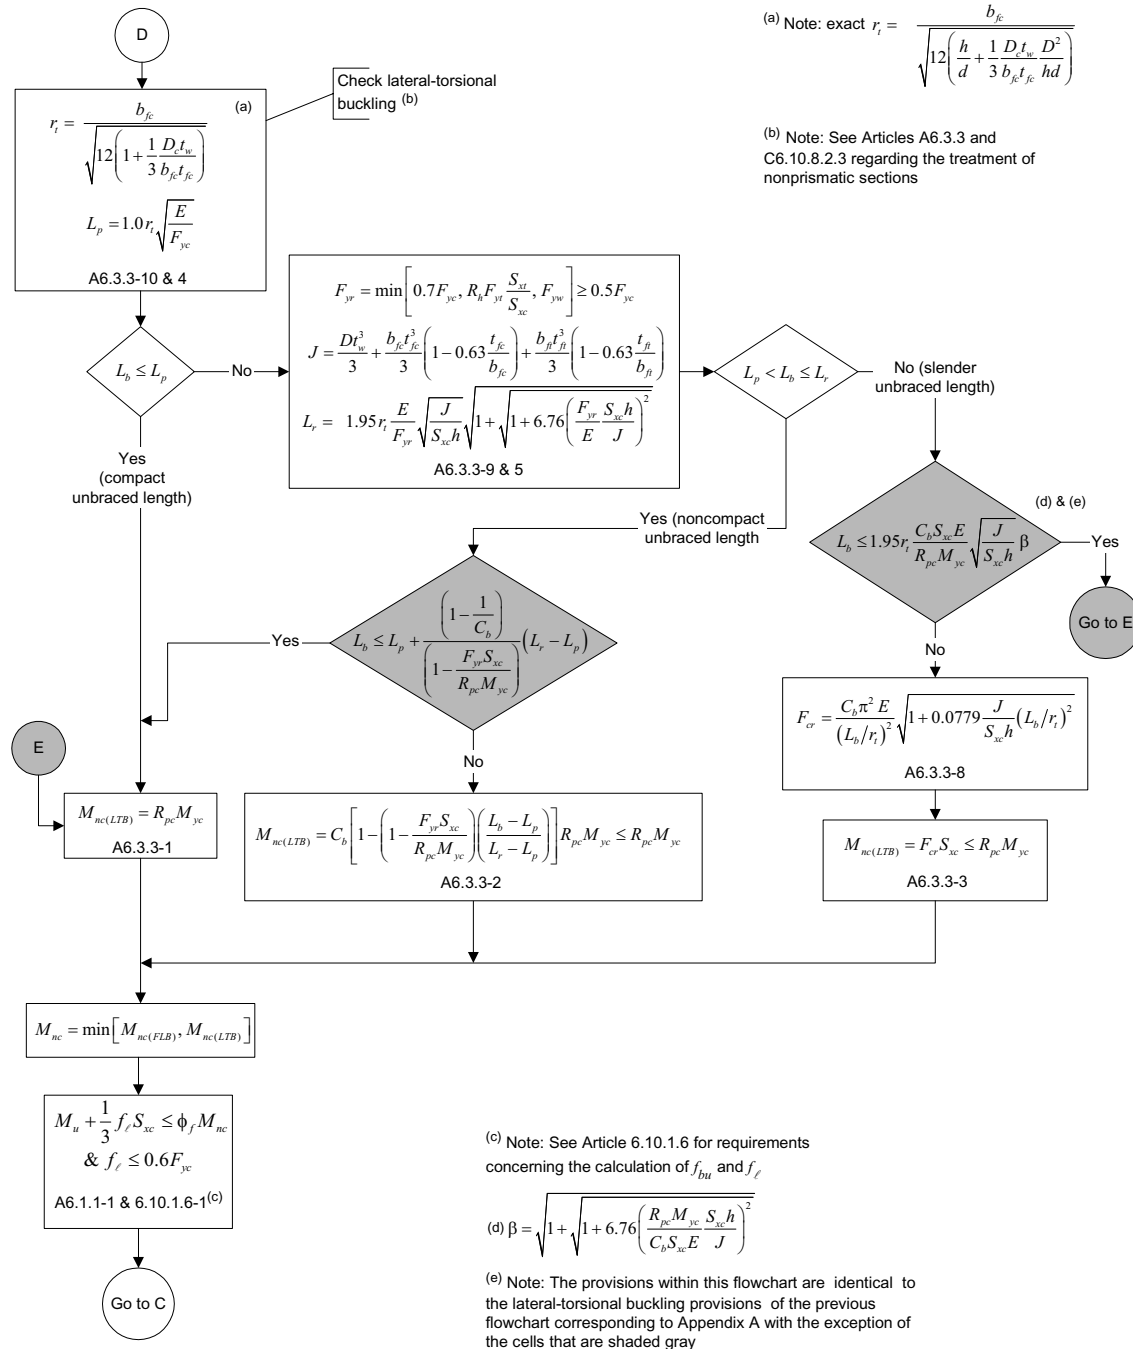 D
(a) Note: exact r_t = b_fc / √(12(h/d + (1/3)(D_c t_w / b_fc t_fc)(D² / hd)))
Check lateral-torsional
buckling (b)
(a)
r_t = b_fc / √(12(1 + (1/3)(D_c t_w / b_fc t_fc)))
L_p = 1.0 r_t √(E / F_yc)
A6.3.3-10 & 4
(b) Note: See Articles A6.3.3 and
C6.10.8.2.3 regarding the treatment of
nonprismatic sections
L_b ≤ L_p
No
F_yr = min[0.7F_yc, R_h F_yt (S_xt / S_xc), F_yw] ≥ 0.5F_yc
J = Dt_w³/3 + (b_fc t_fc³/3)(1 − 0.63 t_fc/b_fc) + (b_ft t_ft³/3)(1 − 0.63 t_ft/b_ft)
L_r = 1.95 r_t (E/F_yr) √(J / S_xc h) √(1 + √(1 + 6.76((F_yr/E)(S_xc h/J))²))
A6.3.3-9 & 5
L_p < L_b ≤ L_r
No (slender
unbraced length)
Yes
(compact
unbraced length)
Yes (noncompact
unbraced length
(d) & (e)
L_b ≤ 1.95 r_t (C_b S_xc E / R_pc M_yc) √(J / S_xc h) β
Yes
Go to E
Yes
L_b ≤ L_p + ((1 − 1/C_b) / (1 − F_yr S_xc / R_pc M_yc))(L_r − L_p)
No
No
F_cr = (C_b π² E / (L_b/r_t)²) √(1 + 0.0779 (J / S_xc h)(L_b/r_t)²)
A6.3.3-8
E
M_nc(LTB) = R_pc M_yc
A6.3.3-1
M_nc(LTB) = C_b[1 − (1 − F_yr S_xc / R_pc M_yc)((L_b − L_p) / (L_r − L_p))] R_pc M_yc ≤ R_pc M_yc
A6.3.3-2
M_nc(LTB) = F_cr S_xc ≤ R_pc M_yc
A6.3.3-3
M_nc = min[M_nc(FLB), M_nc(LTB)]
M_u + (1/3) f_ℓ S_xc ≤ ϕ_f M_nc
& f_ℓ ≤ 0.6F_yc
A6.1.1-1 & 6.10.1.6-1(c)
Go to C
(c) Note: See Article 6.10.1.6 for requirements
concerning the calculation of f_bu and f_ℓ
(d) β = √(1 + √(1 + 6.76((R_pc M_yc / C_b S_xc E)(S_xc h / J))²))
(e) Note: The provisions within this flowchart are identical to
the lateral-torsional buckling provisions of the previous
flowchart corresponding to Appendix A with the exception of
the cells that are shaded gray